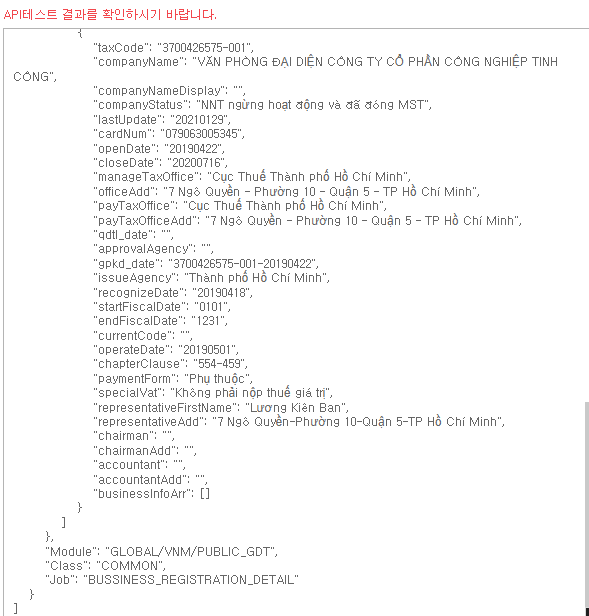 API테스트 결과를 확인하시기 바랍니다.
{
"taxCode": "3700426575-001",
"companyName": "VĂN PHÒNG ĐẠI DIỆN CÔNG TY CỔ PHẦN CÔNG NGHIỆP TINH
CÔNG",
"companyNameDisplay": "",
"companyStatus": "NNT ngừng hoạt động và đã đóng MST",
"lastUpdate": "20210129",
"cardNum": "079063005345",
"openDate": "20190422",
"closeDate": "20200716",
"manageTaxOffice": "Cục Thuế Thành phố Hồ Chí Minh",
"officeAdd": "7 Ngô Quyền - Phường 10 - Quận 5 - TP Hồ Chí Minh",
"payTaxOffice": "Cục Thuế Thành phố Hồ Chí Minh",
"payTaxOfficeAdd": "7 Ngô Quyền - Phường 10 - Quận 5 - TP Hồ Chí Minh",
"qdtl_date": "",
"approvalAgency": "",
"gpkd_date": "3700426575-001-20190422",
"issueAgency": "Thành phố Hồ Chí Minh",
"recognizeDate": "20190418",
"startFiscalDate": "0101",
"endFiscalDate": "1231",
"currentCode": "",
"operateDate": "20190501",
"chapterClause": "554-459",
"paymentForm": "Phụ thuộc",
"specialVat": "Không phải nộp thuế giá trị",
"representativeFirstName": "Lương Kiên Ban",
"representativeAdd": "7 Ngô Quyền-Phường 10-Quận 5-TP Hồ Chí Minh",
"chairman": "",
"chairmanAdd": "",
"accountant": "",
"accountantAdd": "",
"businessInfoArr": []
}
]
},
"Module": "GLOBAL/VNM/PUBLIC_GDT",
"Class": "COMMON",
"Job": "BUSSINESS_REGISTRATION_DETAIL"
}
]